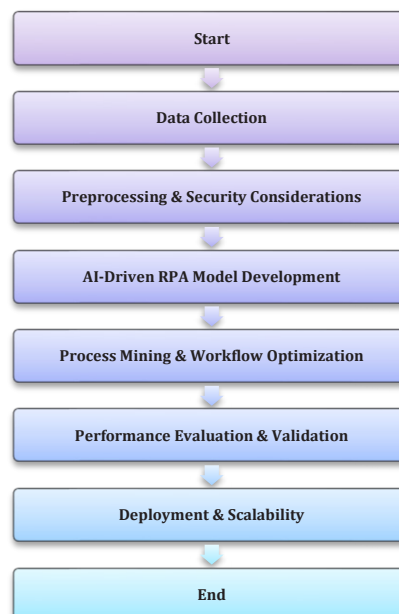 Start
Data Collection
Preprocessing & Security Considerations
AI-Driven RPA Model Development
Process Mining & Workflow Optimization
Performance Evaluation & Validation
Deployment & Scalability
End